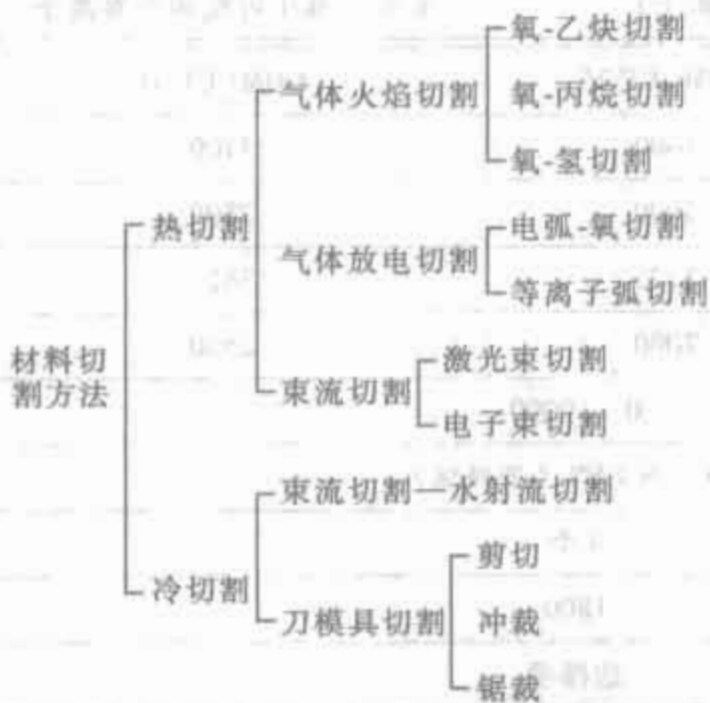 氧-乙炔切割
气体火焰切割
氧-丙烷切割
氧-氢切割
热切割
电弧-氧切割
气体放电切割
等离子弧切割
材料切
割方法
激光束切割
束流切割
电子束切割
束流切割—水射流切割
剪切
冷切割
刀模具切割
冲裁
锯裁